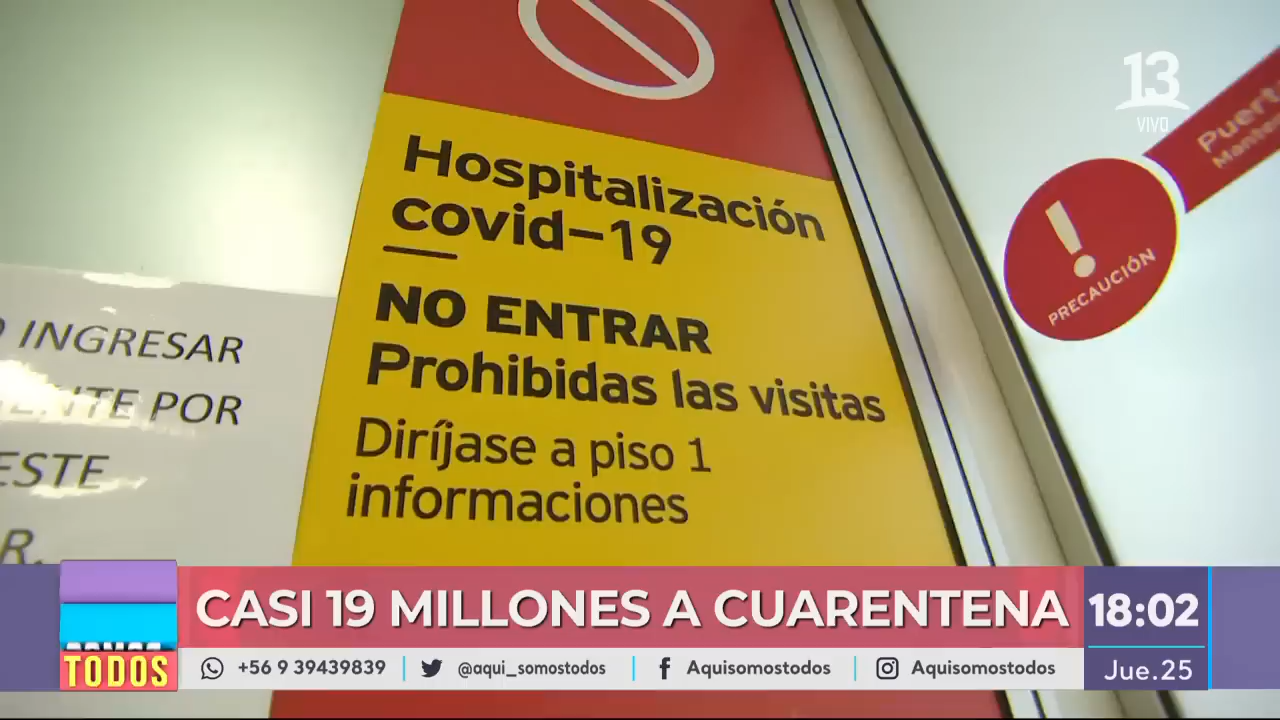 13
VIVO
Hospitalización
covid-19
NO ENTRAR
Prohibidas las visitas
Diríjase a piso 1
informaciones
PRECAUCIÓN
INGRESAR
POR
ESTE
R.
CASI 19 MILLONES A CUARENTENA
18:02
Jue.25
TODOS
+56 9 39439839
@aqui_somostodos
Aquisomostodos
Aquisomostodos